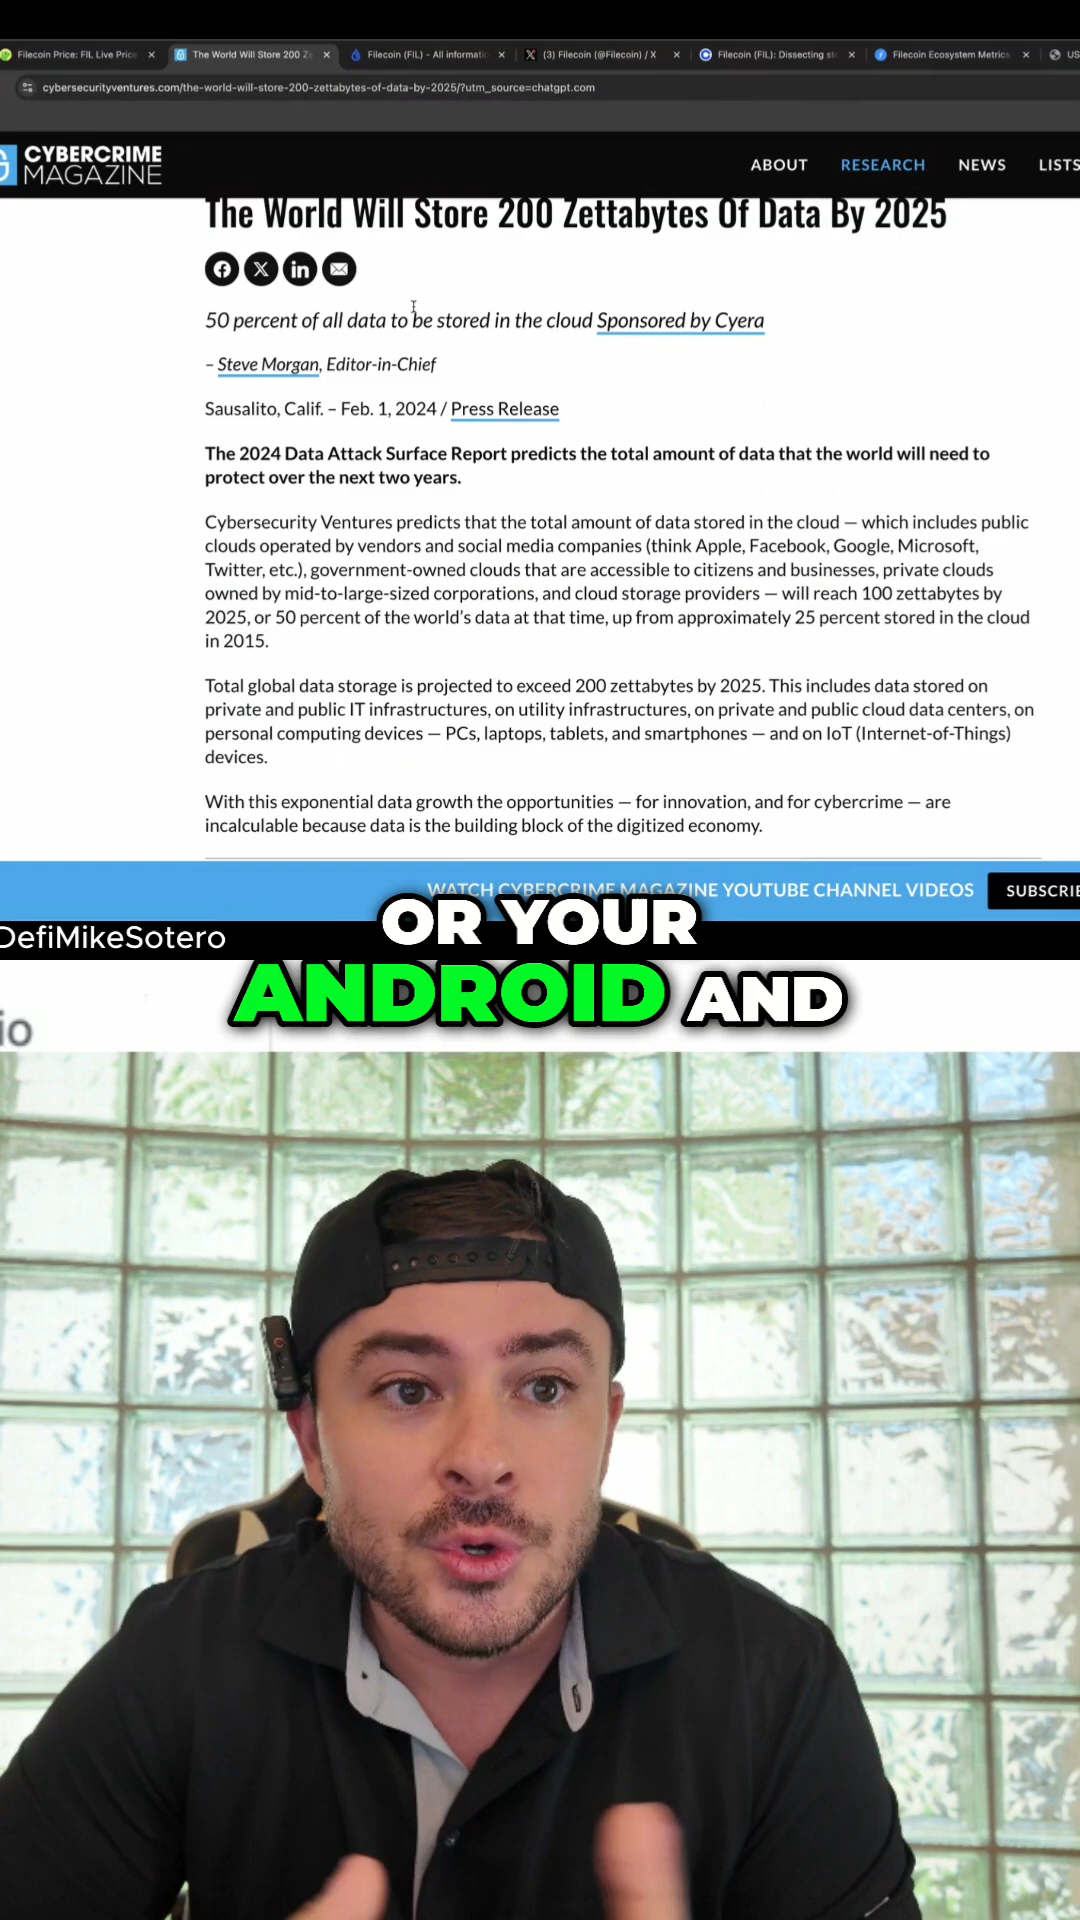 Filecoin Price: FIL Live Price
The World Will Store 200 Ze
Filecoin (FIL) - All informatic
(3) Filecoin (@Filecoin) / X
Filecoin (FIL): Dissecting sto
Filecoin Ecosystem Metrics
US
cybersecurityventures.com/the-world-will-store-200-zettabytes-of-data-by-2025/?utm_source=chatgpt.com
CYBERCRIME
MAGAZINE
ABOUT RESEARCH NEWS LISTS
The World Will Store 200 Zettabytes Of Data By 2025
50 percent of all data to be stored in the cloud Sponsored by Cyera
– Steve Morgan, Editor-in-Chief
Sausalito, Calif. – Feb. 1, 2024 / Press Release
The 2024 Data Attack Surface Report predicts the total amount of data that the world will need to
protect over the next two years.
Cybersecurity Ventures predicts that the total amount of data stored in the cloud — which includes public
clouds operated by vendors and social media companies (think Apple, Facebook, Google, Microsoft,
Twitter, etc.), government-owned clouds that are accessible to citizens and businesses, private clouds
owned by mid-to-large-sized corporations, and cloud storage providers — will reach 100 zettabytes by
2025, or 50 percent of the world's data at that time, up from approximately 25 percent stored in the cloud
in 2015.
Total global data storage is projected to exceed 200 zettabytes by 2025. This includes data stored on
private and public IT infrastructures, on utility infrastructures, on private and public cloud data centers, on
personal computing devices — PCs, laptops, tablets, and smartphones — and on IoT (Internet-of-Things)
devices.
With this exponential data growth the opportunities — for innovation, and for cybercrime — are
incalculable because data is the building block of the digitized economy.
WATCH CYBERCRIME MAGAZINE YOUTUBE CHANNEL VIDEOS
SUBSCRIBE
OR YOUR
DefiMikeSotero
ANDROID AND
io